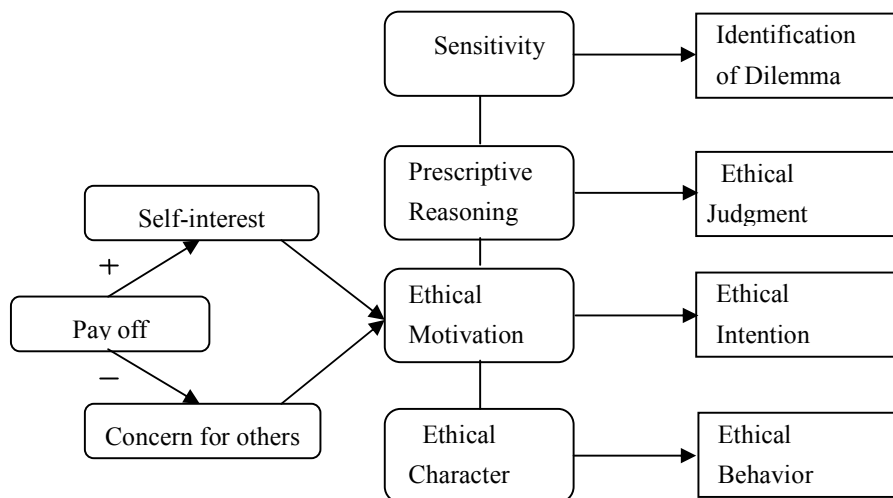 Sensitivity
Identification
of Dilemma
Prescriptive
Reasoning
Ethical
Judgment
Self-interest
+
Pay off
−
Concern for others
Ethical
Motivation
Ethical
Intention
Ethical
Character
Ethical
Behavior